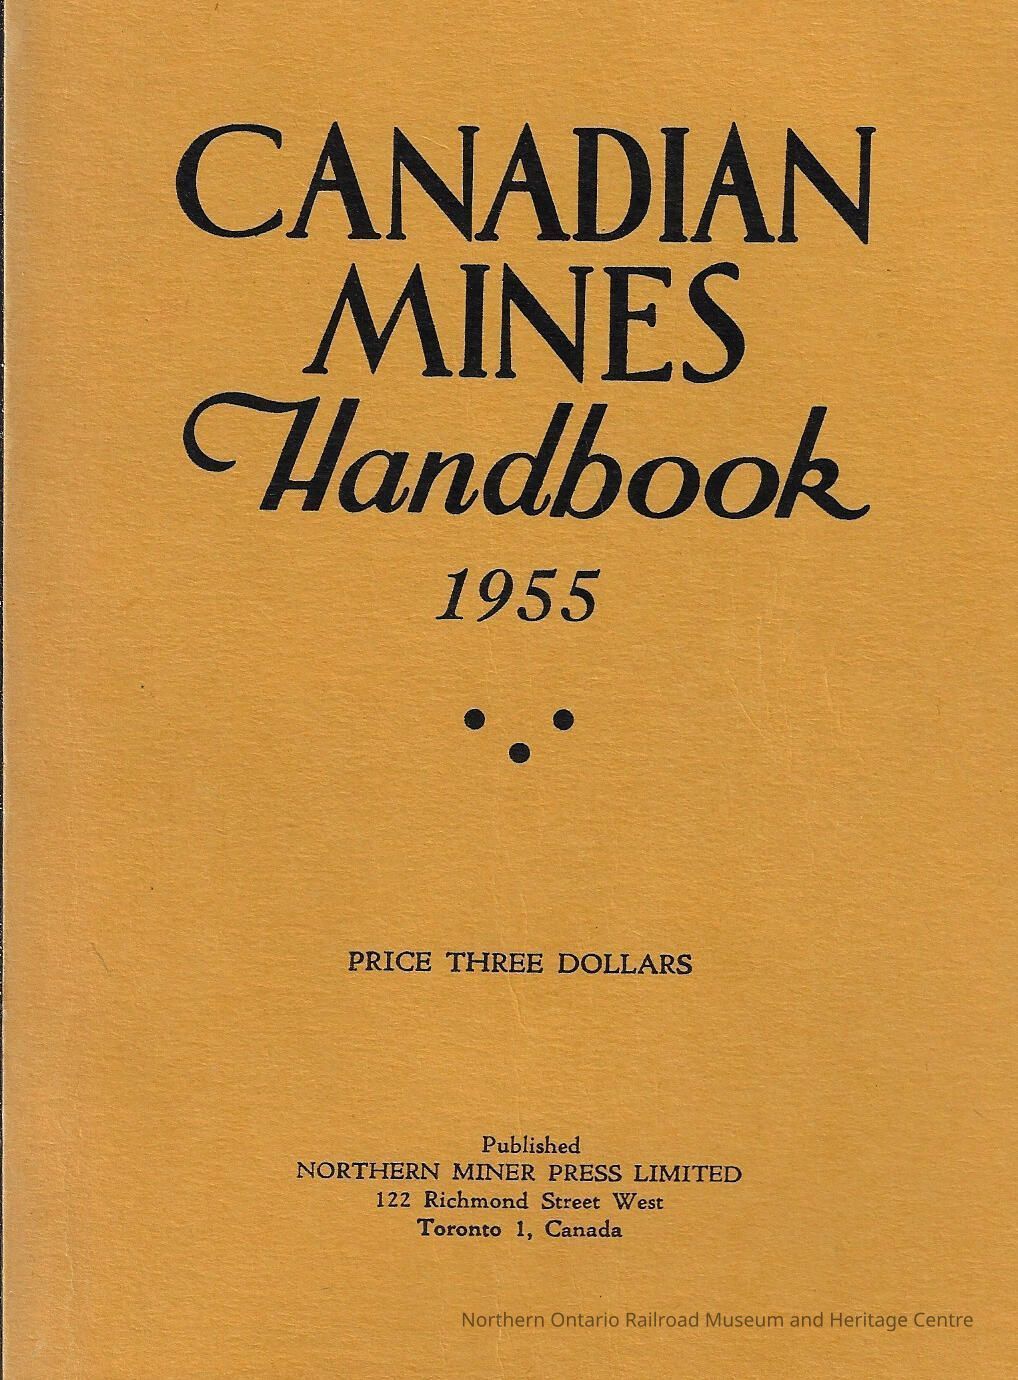 CANADIAN
MINES
Handbook
1955
PRICE THREE DOLLARS
Published
NORTHERN MINER PRESS LIMITED
122 Richmond Street West
Toronto 1, Canada
Northern Ontario Railroad Museum and Heritage Centre